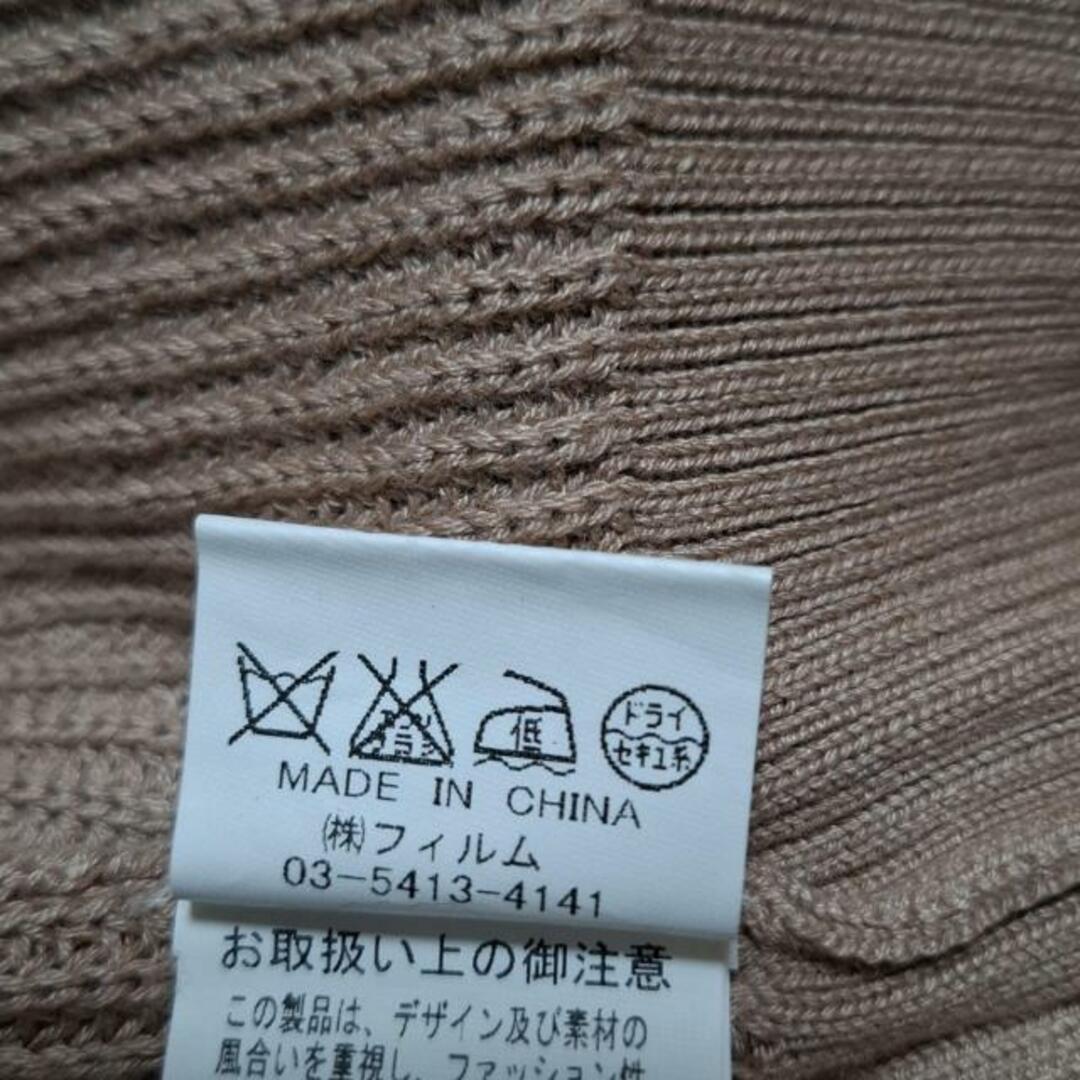 エンソ
サラシ
低
ドライ
セキユ系
MADE IN CHINA
(株)フィルム
03-5413-4141
お取扱い上の御注意
この製品は、デザイン及び素材の
風合いを重視し、ファッション性